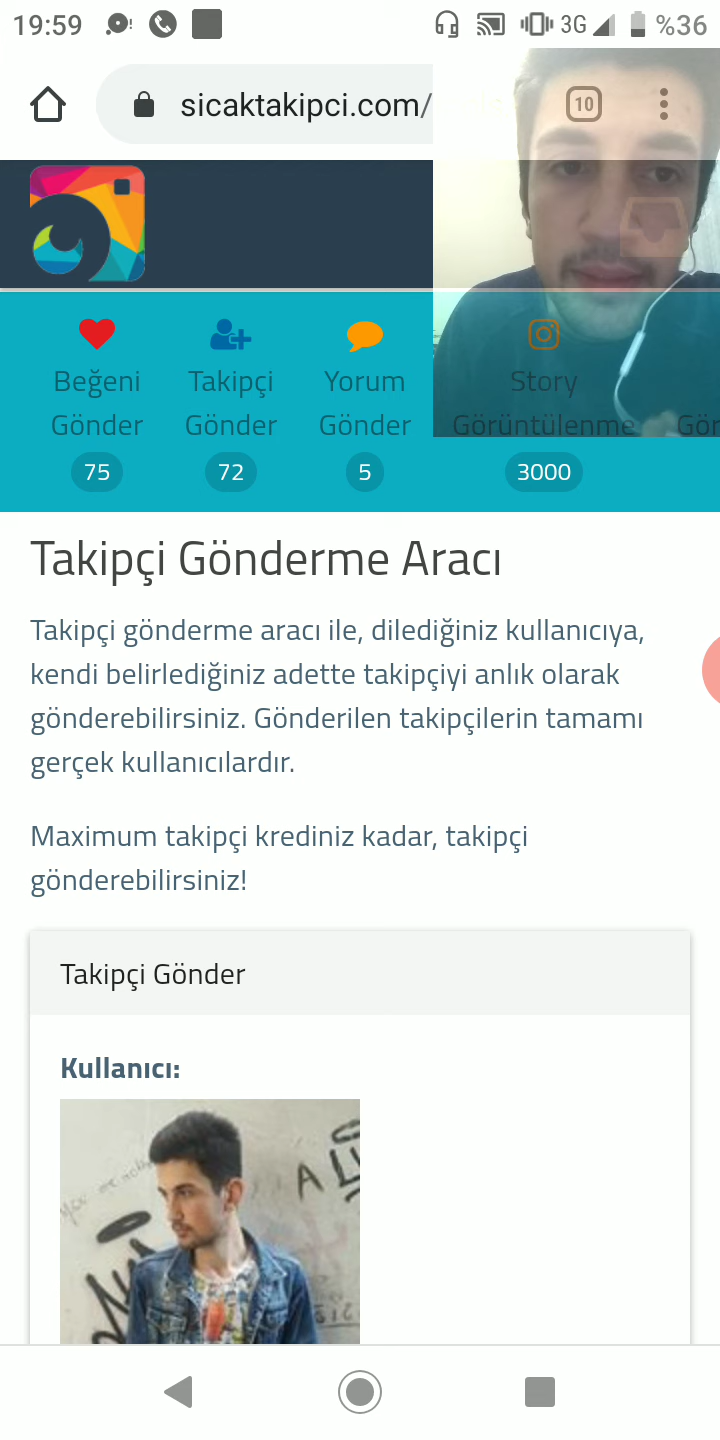 19:59
3G
%36
sicaktakipci.com/
10
Beğeni Takipçi Yorum Story
Gönder Gönder Gönder Görüntülenme Gör
75 72 5 3000
Takipçi Gönderme Aracı
Takipçi gönderme aracı ile, dilediğiniz kullanıcıya,
kendi belirlediğiniz adette takipçiyi anlık olarak
gönderebilirsiniz. Gönderilen takipçilerin tamamı
gerçek kullanıcılardır.
Maximum takipçi krediniz kadar, takipçi
gönderebilirsiniz!
Takipçi Gönder
Kullanıcı: